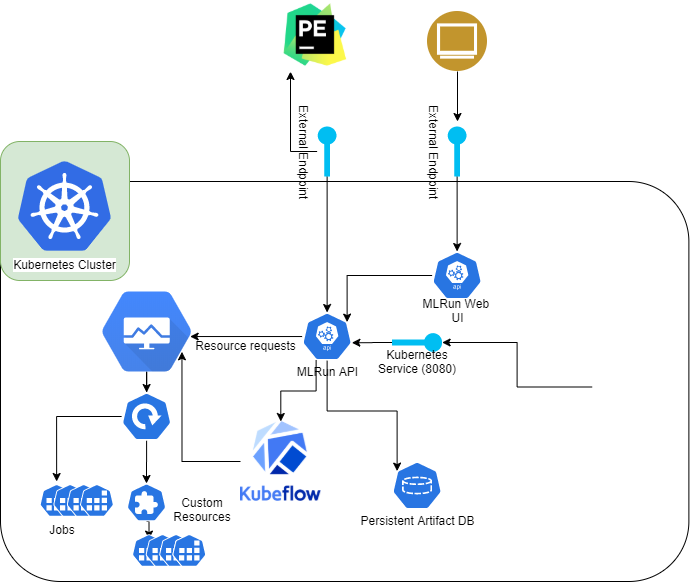 PE
External Endpoint
External Endpoint
Kubernetes Cluster
api
MLRun Web
UI
Resource requests
api
MLRun API
Kubernetes
Service (8080)
Kubeflow
Custom
Resources
Jobs
Persistent Artifact DB